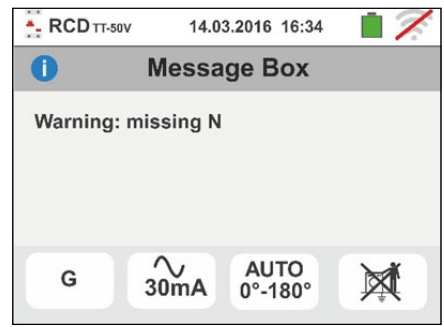 RCD TT-50V 14.03.2016 16:34
Message Box
Warning: missing N
G
30mA
AUTO
0°-180°